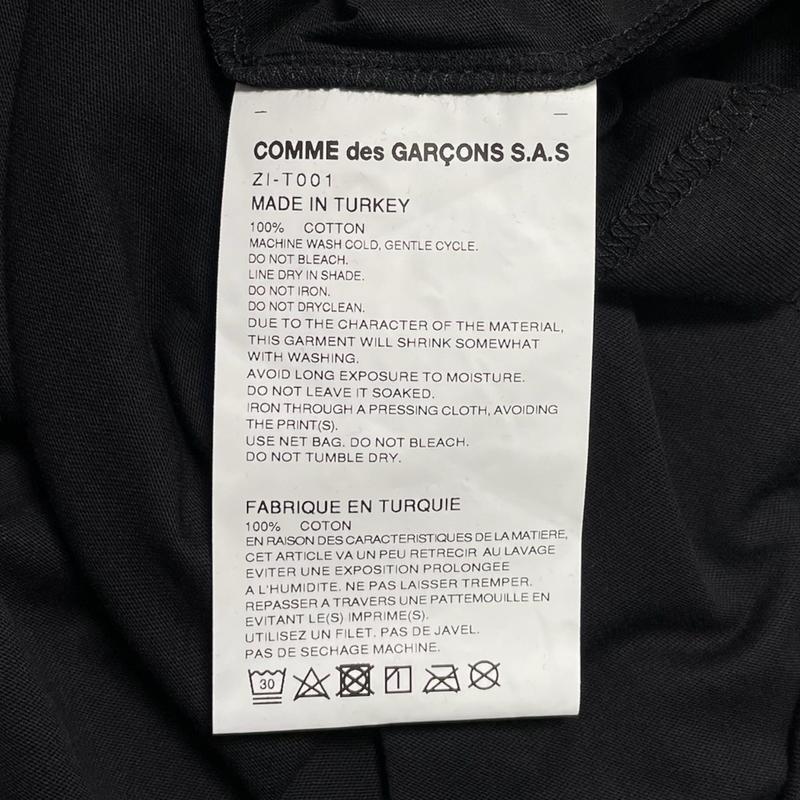 COMME des GARÇONS S.A.S
ZI-T001
MADE IN TURKEY
100% COTTON
MACHINE WASH COLD, GENTLE CYCLE.
DO NOT BLEACH.
LINE DRY IN SHADE.
DO NOT IRON.
DO NOT DRYCLEAN.
DUE TO THE CHARACTER OF THE MATERIAL,
THIS GARMENT WILL SHRINK SOMEWHAT
WITH WASHING.
AVOID LONG EXPOSURE TO MOISTURE.
DO NOT LEAVE IT SOAKED.
IRON THROUGH A PRESSING CLOTH, AVOIDING
THE PRINT(S).
USE NET BAG. DO NOT BLEACH.
DO NOT TUMBLE DRY.
FABRIQUE EN TURQUIE
100% COTON
EN RAISON DES CARACTERISTIQUES DE LA MATIERE,
CET ARTICLE VA UN PEU RETRECIR AU LAVAGE
EVITER UNE EXPOSITION PROLONGEE
A L'HUMIDITE. NE PAS LAISSER TREMPER.
REPASSER A TRAVERS UNE PATTEMOUILLE EN
EVITANT LE(S) IMPRIME(S).
UTILISEZ UN FILET. PAS DE JAVEL.
PAS DE SECHAGE MACHINE.
30